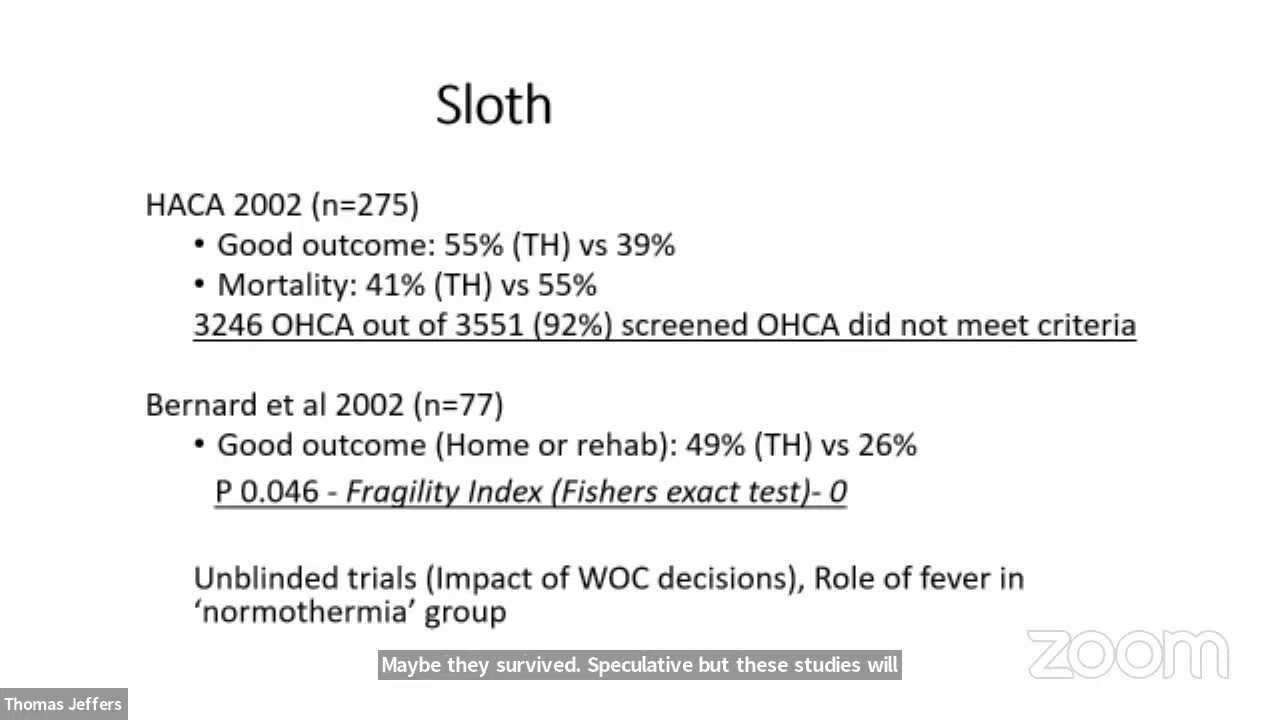 Sloth
HACA 2002 (n=275)
• Good outcome: 55% (TH) vs 39%
• Mortality: 41% (TH) vs 55%
3246 OHCA out of 3551 (92%) screened OHCA did not meet criteria
Bernard et al 2002 (n=77)
• Good outcome (Home or rehab): 49% (TH) vs 26%
P 0.046 - Fragility Index (Fishers exact test)- 0
Unblinded trials (Impact of WOC decisions), Role of fever in
‘normothermia’ group
zoom
Maybe they survived. Speculative but these studies will
Thomas Jeffers